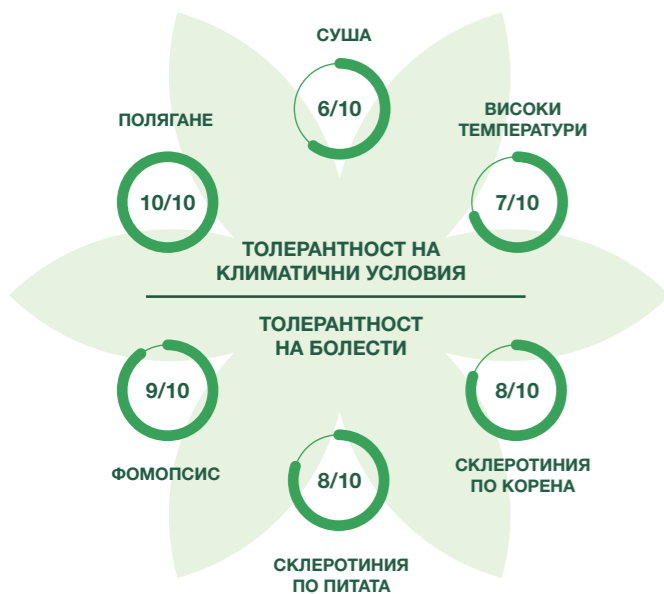 СУША
6/10
ПОЛЯГАНЕ
10/10
ВИСОКИ
ТЕМПЕРАТУРИ
7/10
ТОЛЕРАНТНОСТ НА
КЛИМАТИЧНИ УСЛОВИЯ
ТОЛЕРАНТНОСТ
НА БОЛЕСТИ
9/10
ФОМОПСИС
8/10
СКЛЕРОТИНИЯ
ПО ПИТАТА
8/10
СКЛЕРОТИНИЯ
ПО КОРЕНА